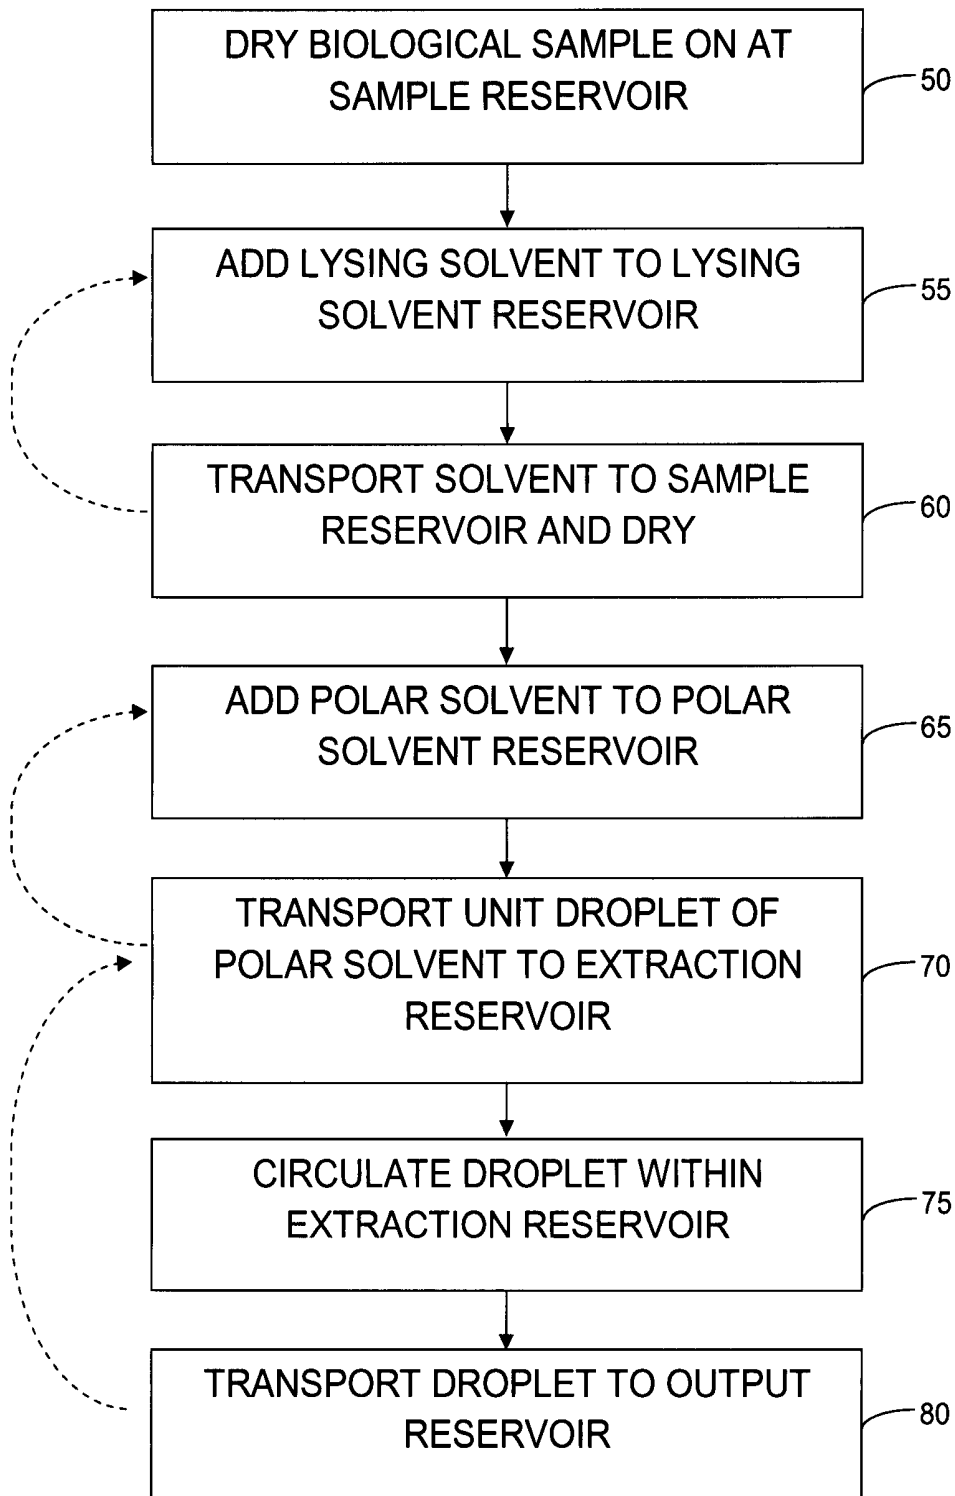 DRY BIOLOGICAL SAMPLE ON AT
SAMPLE RESERVOIR
50
ADD LYSING SOLVENT TO LYSING
SOLVENT RESERVOIR
55
TRANSPORT SOLVENT TO SAMPLE
RESERVOIR AND DRY
60
ADD POLAR SOLVENT TO POLAR
SOLVENT RESERVOIR
65
TRANSPORT UNIT DROPLET OF
POLAR SOLVENT TO EXTRACTION
RESERVOIR
70
CIRCULATE DROPLET WITHIN
EXTRACTION RESERVOIR
75
TRANSPORT DROPLET TO OUTPUT
RESERVOIR
80